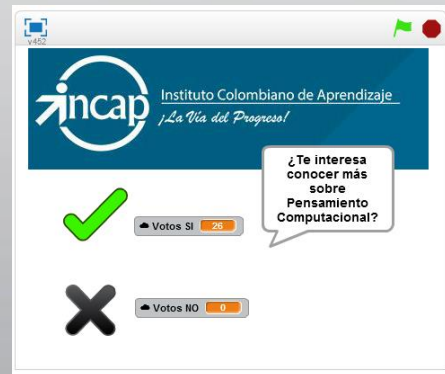 v452
incap
Instituto Colombiano de Aprendizaje
¡La Vía del Progreso!
¿Te interesa
conocer más
sobre
Pensamiento
Computacional?
Votos SI 26
Votos NO 0